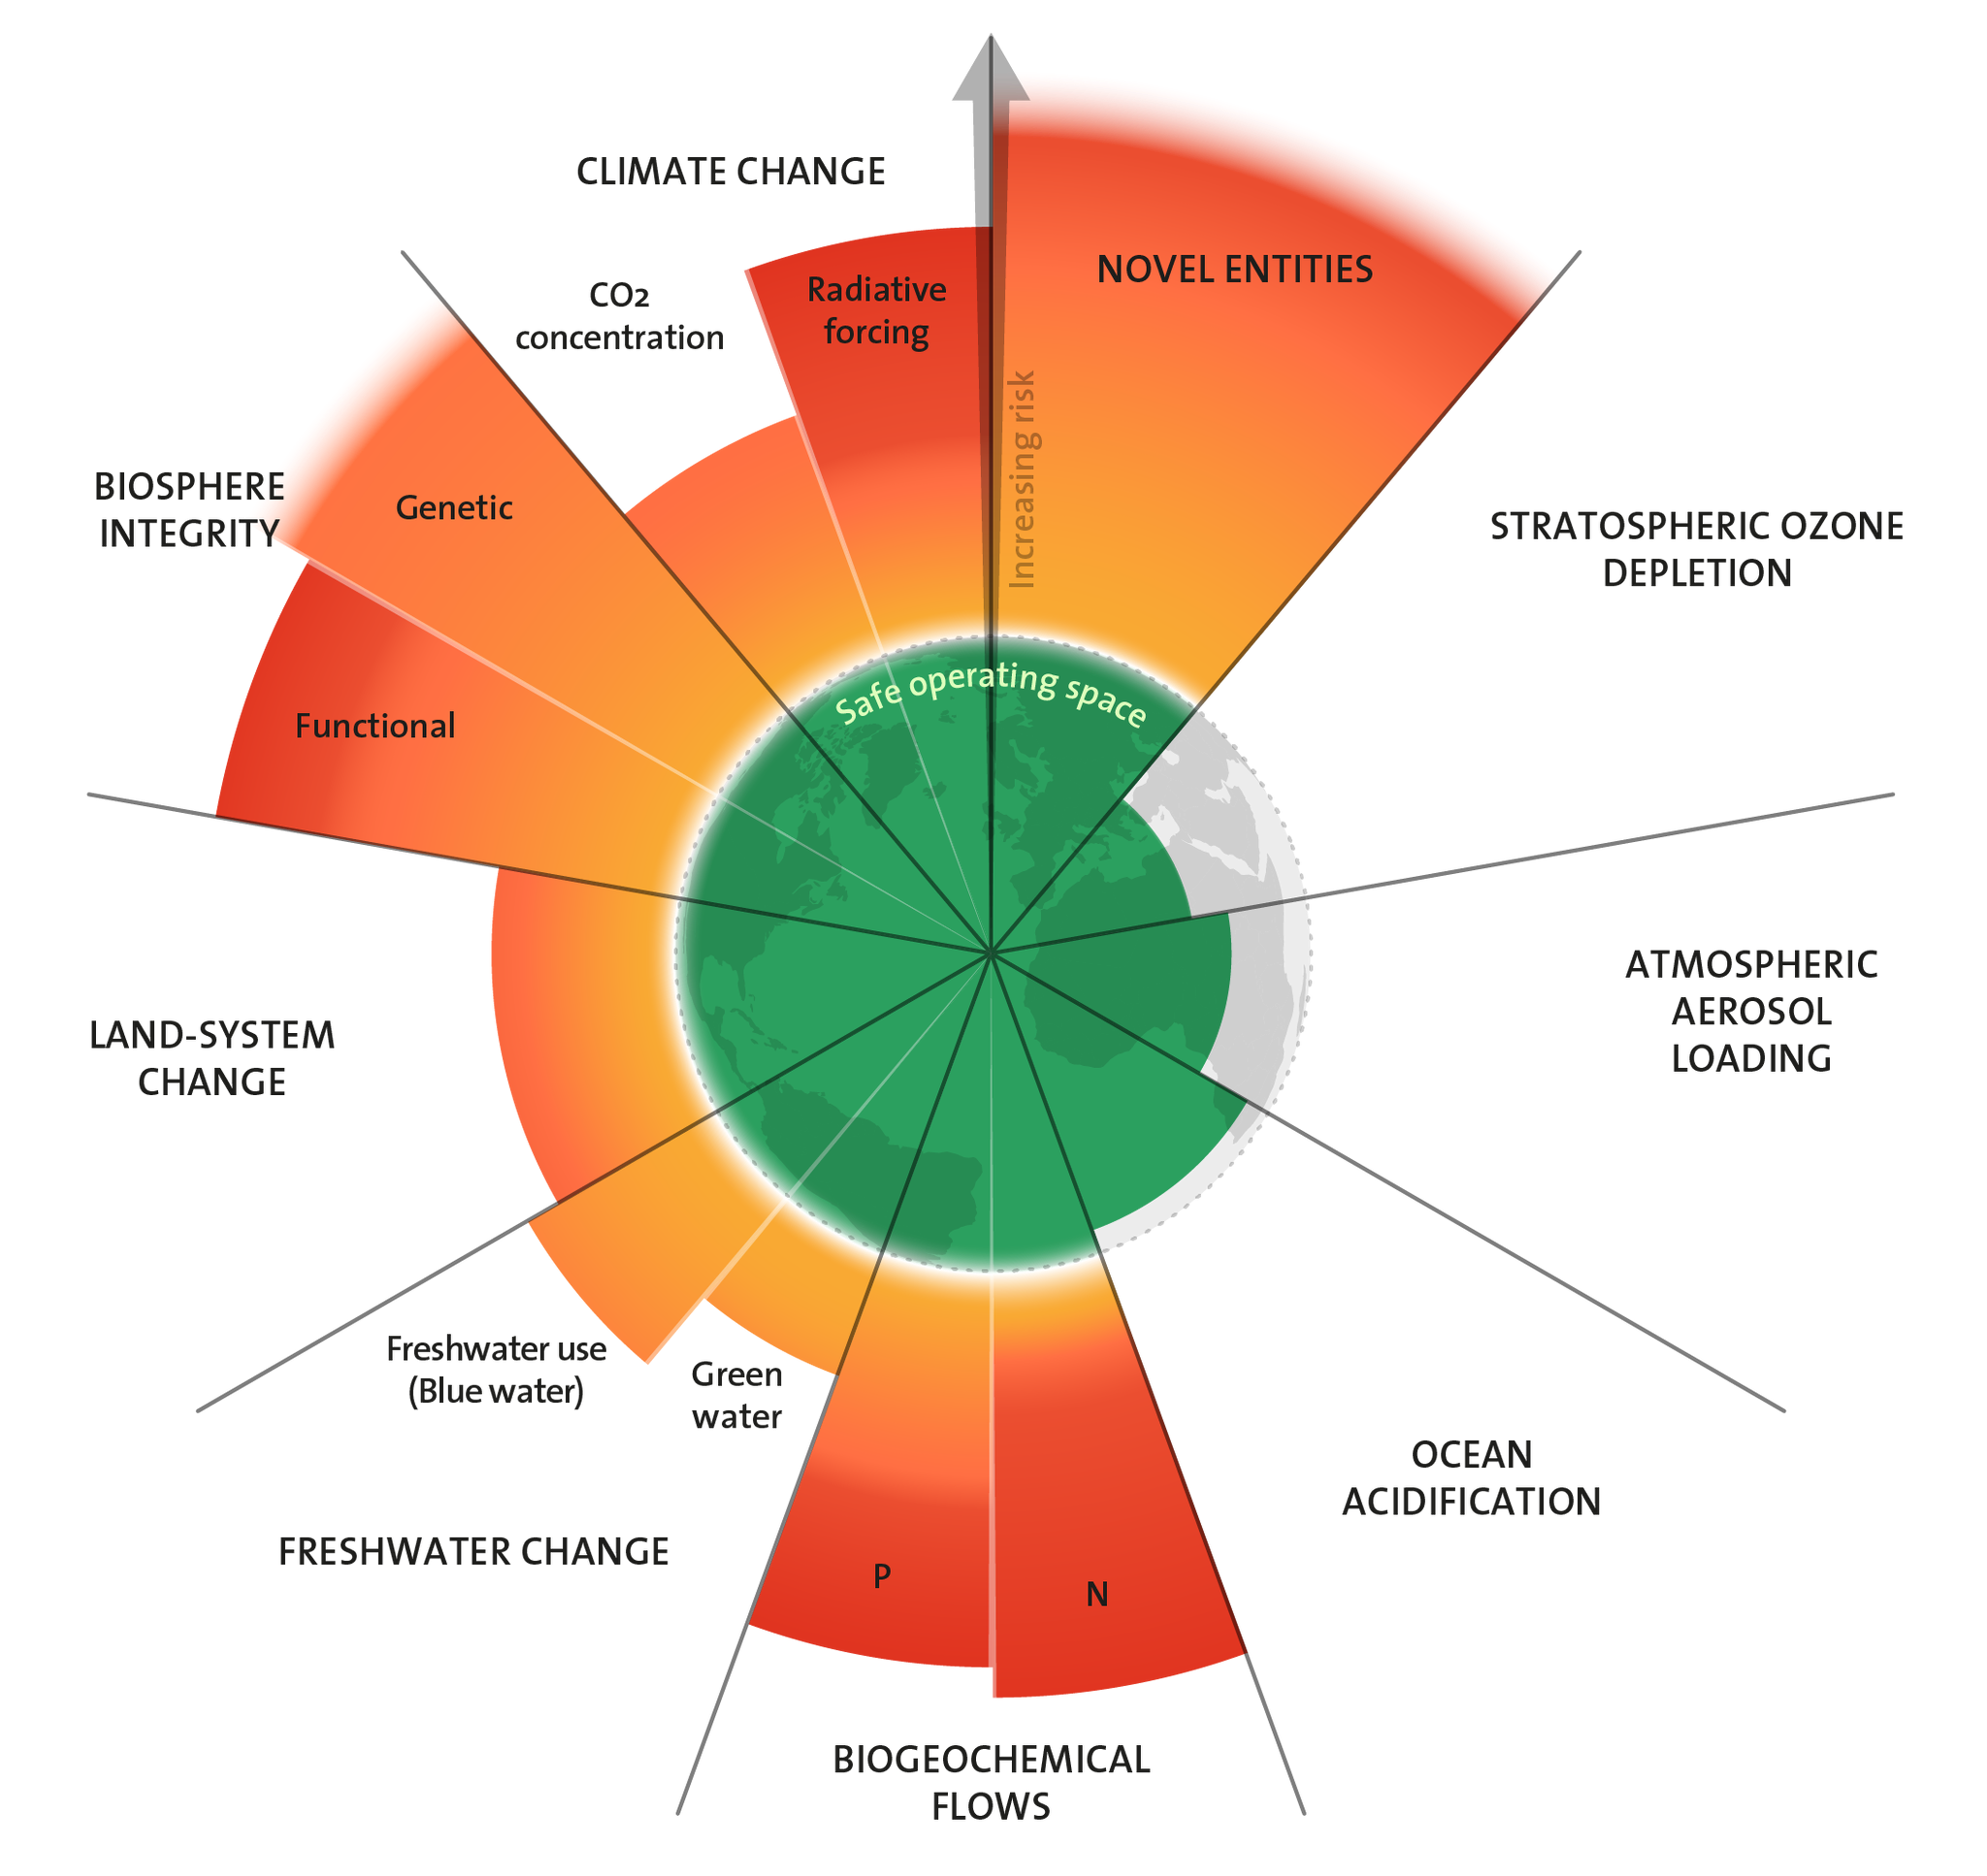 CLIMATE CHANGE
CO2
concentration
Radiative
forcing
Increasing risk
NOVEL ENTITIES
STRATOSPHERIC OZONE
DEPLETION
ATMOSPHERIC
AEROSOL
LOADING
OCEAN
ACIDIFICATION
BIOGEOCHEMICAL
FLOWS
P
N
FRESHWATER CHANGE
Freshwater use
(Blue water)
Green
water
LAND-SYSTEM
CHANGE
BIOSPHERE
INTEGRITY
Genetic
Functional
Safe operating space